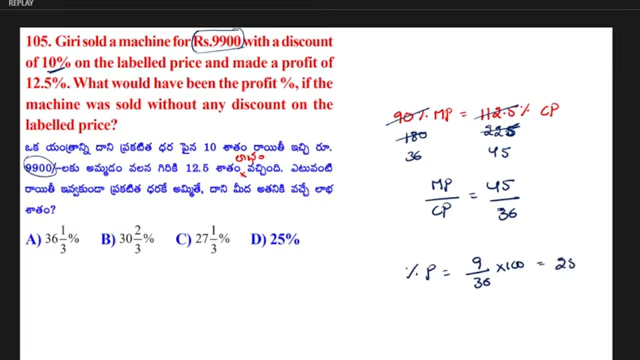 REPLAY
105. Giri sold a machine for Rs.9900 with a discount
of 10% on the labelled price and made a profit of
12.5%. What would have been the profit %, if the
machine was sold without any discount on the
labelled price?
ఒక యంత్రాన్ని దాని ప్రకటిత ధర పైన 10 శాతం రాయితీ ఇచ్చి రూ.
లాభం
9900/-లకు అమ్మడం వలన గిరికి 12.5 శాతం వచ్చింది. ఎటువంటి
రాయితీ ఇవ్వకుండా ప్రకటిత ధరకే అమ్మితే, దాని మీద అతనికి వచ్చే లాభ
శాతం?
A) 36 1/3% B) 30 2/3% C) 27 1/3% D) 25%
90% MP = 112.5% CP
180 225
36 45
MP/CP = 45/36
% P = 9/36 × 100 = 25